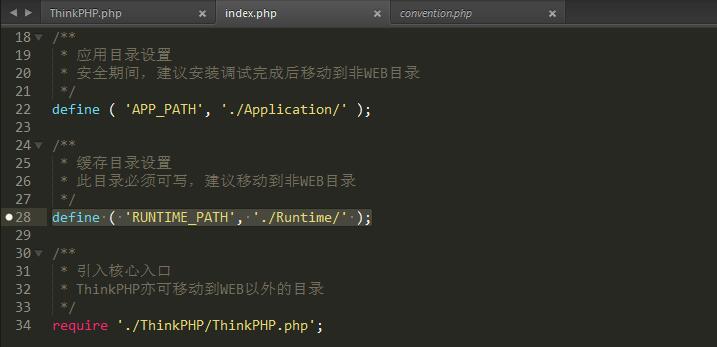 ThinkPHP.php × index.php × convention.php ×
18 /**
19 * 应用目录设置
20 * 安全期间，建议安装调试完成后移动到非WEB目录
21 */
22 define ( 'APP_PATH', './Application/' );
23
24 /**
25 * 缓存目录设置
26 * 此目录必须可写，建议移动到非WEB目录
27 */
28 define ( 'RUNTIME_PATH', './Runtime/' );
29
30 /**
31 * 引入核心入口
32 * ThinkPHP亦可移动到WEB以外的目录
33 */
34 require './ThinkPHP/ThinkPHP.php';